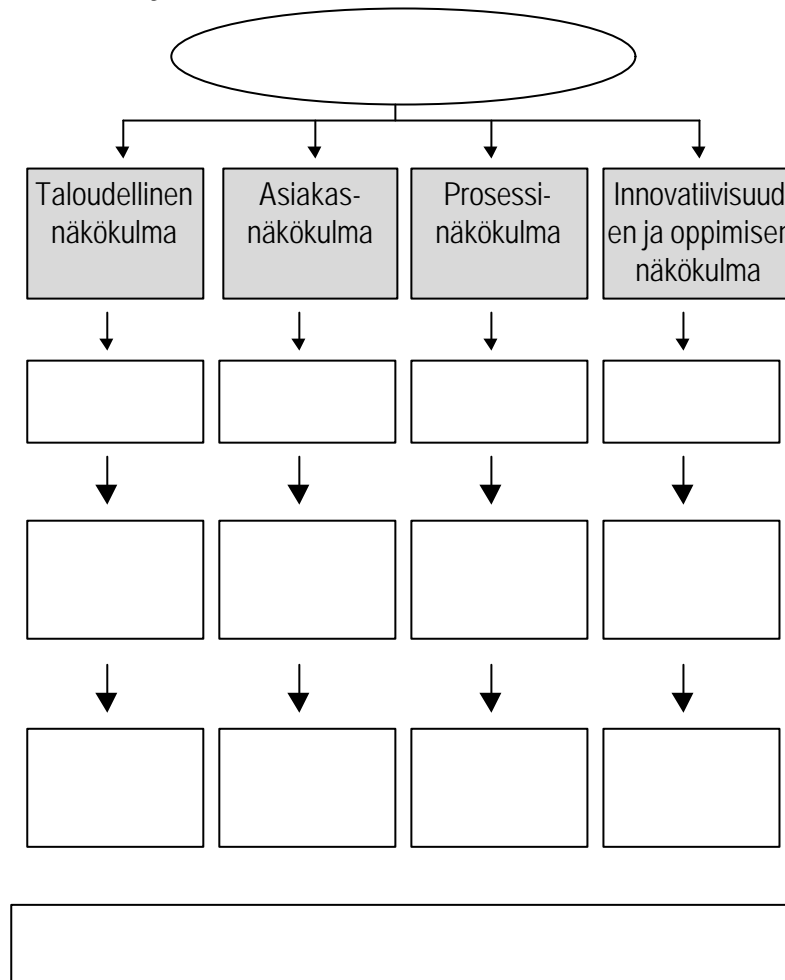 Taloudellinen
näkökulma
Asiakas-
näkökulma
Prosessi-
näkökulma
Innovatiivisuud
en ja oppimisen
näkökulma